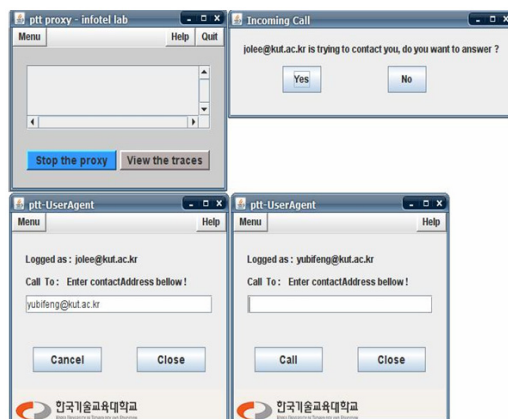 ptt proxy - infotel lab
Menu
Help
Quit
Stop the proxy
View the traces
Incoming Call
jolee@kut.ac.kr is trying to contact you, do you want to answer ?
Yes
No
ptt-UserAgent
Menu
Help
Logged as : jolee@kut.ac.kr
Call To : Enter contactAddress bellow !
yubifeng@kut.ac.kr
Cancel
Close
한국기술교육대학교
ptt-UserAgent
Menu
Help
Logged as : yubifeng@kut.ac.kr
Call To : Enter contactAddress bellow !
Call
Close
한국기술교육대학교